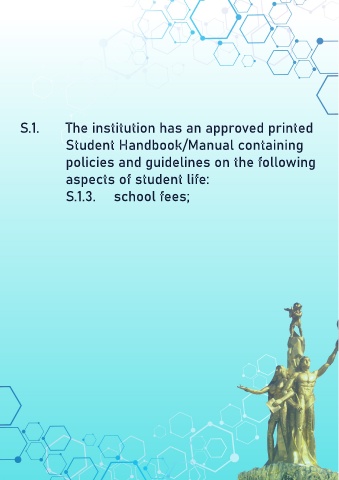 S.1. The institution has an approved printed
Student Handbook/Manual containing
policies and guidelines on the following
aspects of student life:
S.1.3. school fees;